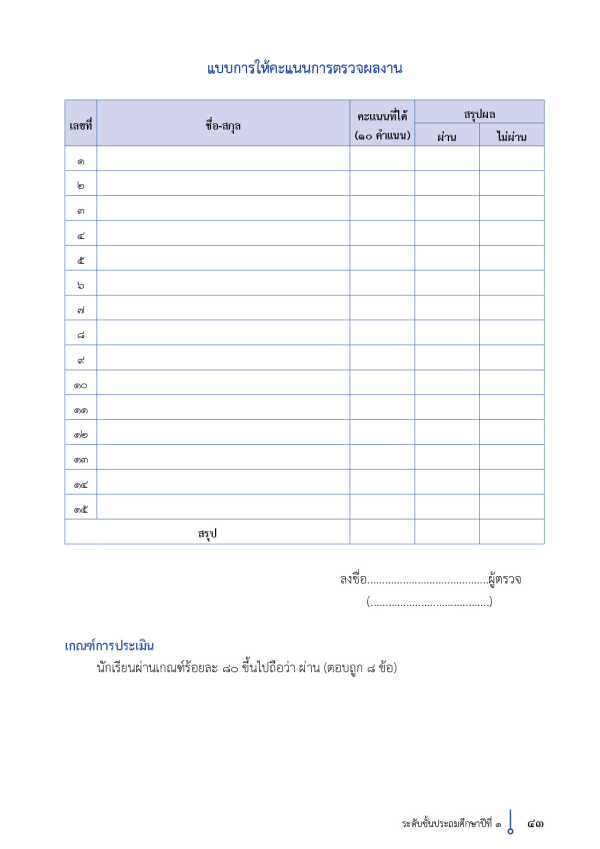 แบบการให้คะแนนการตรวจผลงาน
เลขที่ ชื่อ-สกุล คะแนนที่ได้ (๑๐ คำแนน) สรุปผล
ผ่าน ไม่ผ่าน
๑
๒
๓
๔
๕
๖
๗
๘
๙
๑๐
๑๑
๑๒
๑๓
๑๔
๑๕
สรุป
ลงชื่อ.........................................ผู้ตรวจ
(........................................)
เกณฑ์การประเมิน
นักเรียนผ่านเกณฑ์ร้อยละ ๘๐ ขึ้นไปถือว่า ผ่าน (ตอบถูก ๘ ข้อ)
ระดับชั้นประถมศึกษาปีที่ ๑ ๔๓